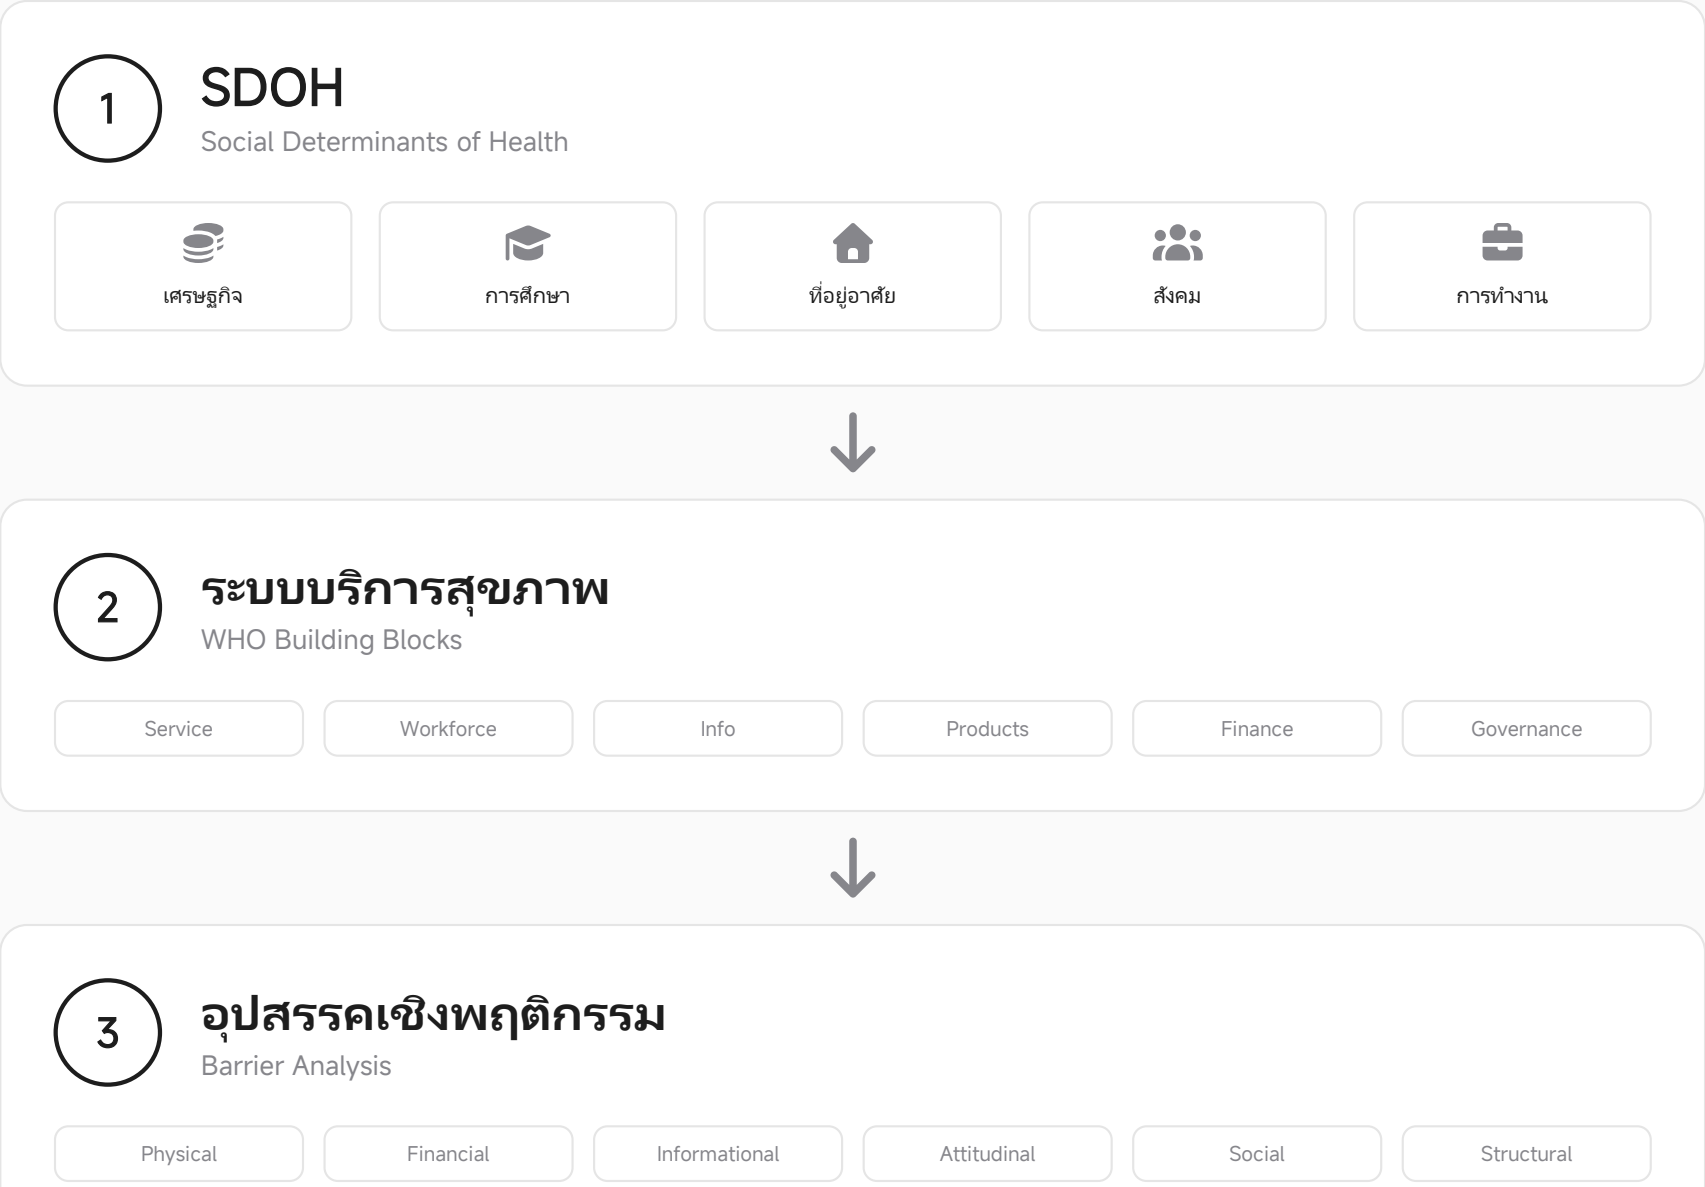 1
SDOH
Social Determinants of Health
เศรษฐกิจ
การศึกษา
ที่อยู่อาศัย
สังคม
การทำงาน
2
ระบบบริการสุขภาพ
WHO Building Blocks
Service
Workforce
Info
Products
Finance
Governance
3
อุปสรรคเชิงพฤติกรรม
Barrier Analysis
Physical
Financial
Informational
Attitudinal
Social
Structural